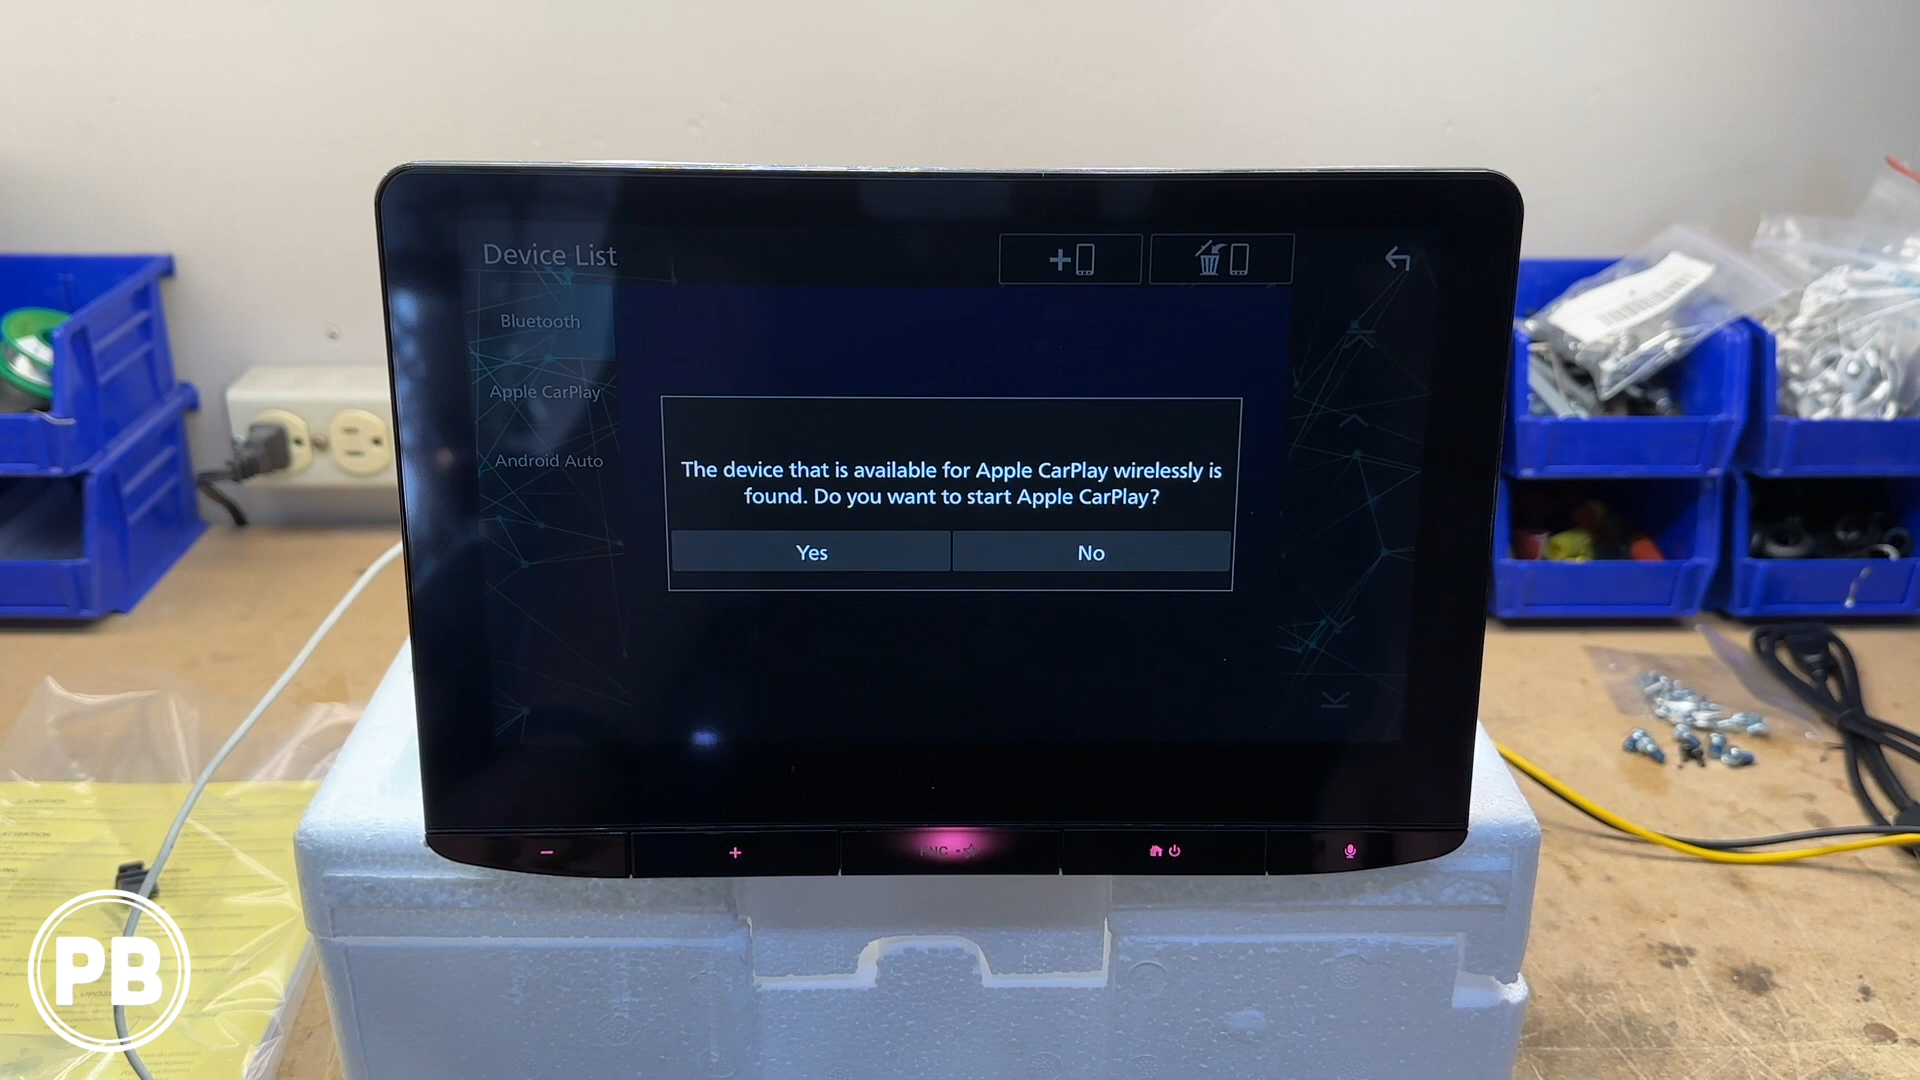 Device List
Bluetooth
Apple CarPlay
Android Auto
The device that is available for Apple CarPlay wirelessly is
found. Do you want to start Apple CarPlay?
Yes
No
PB